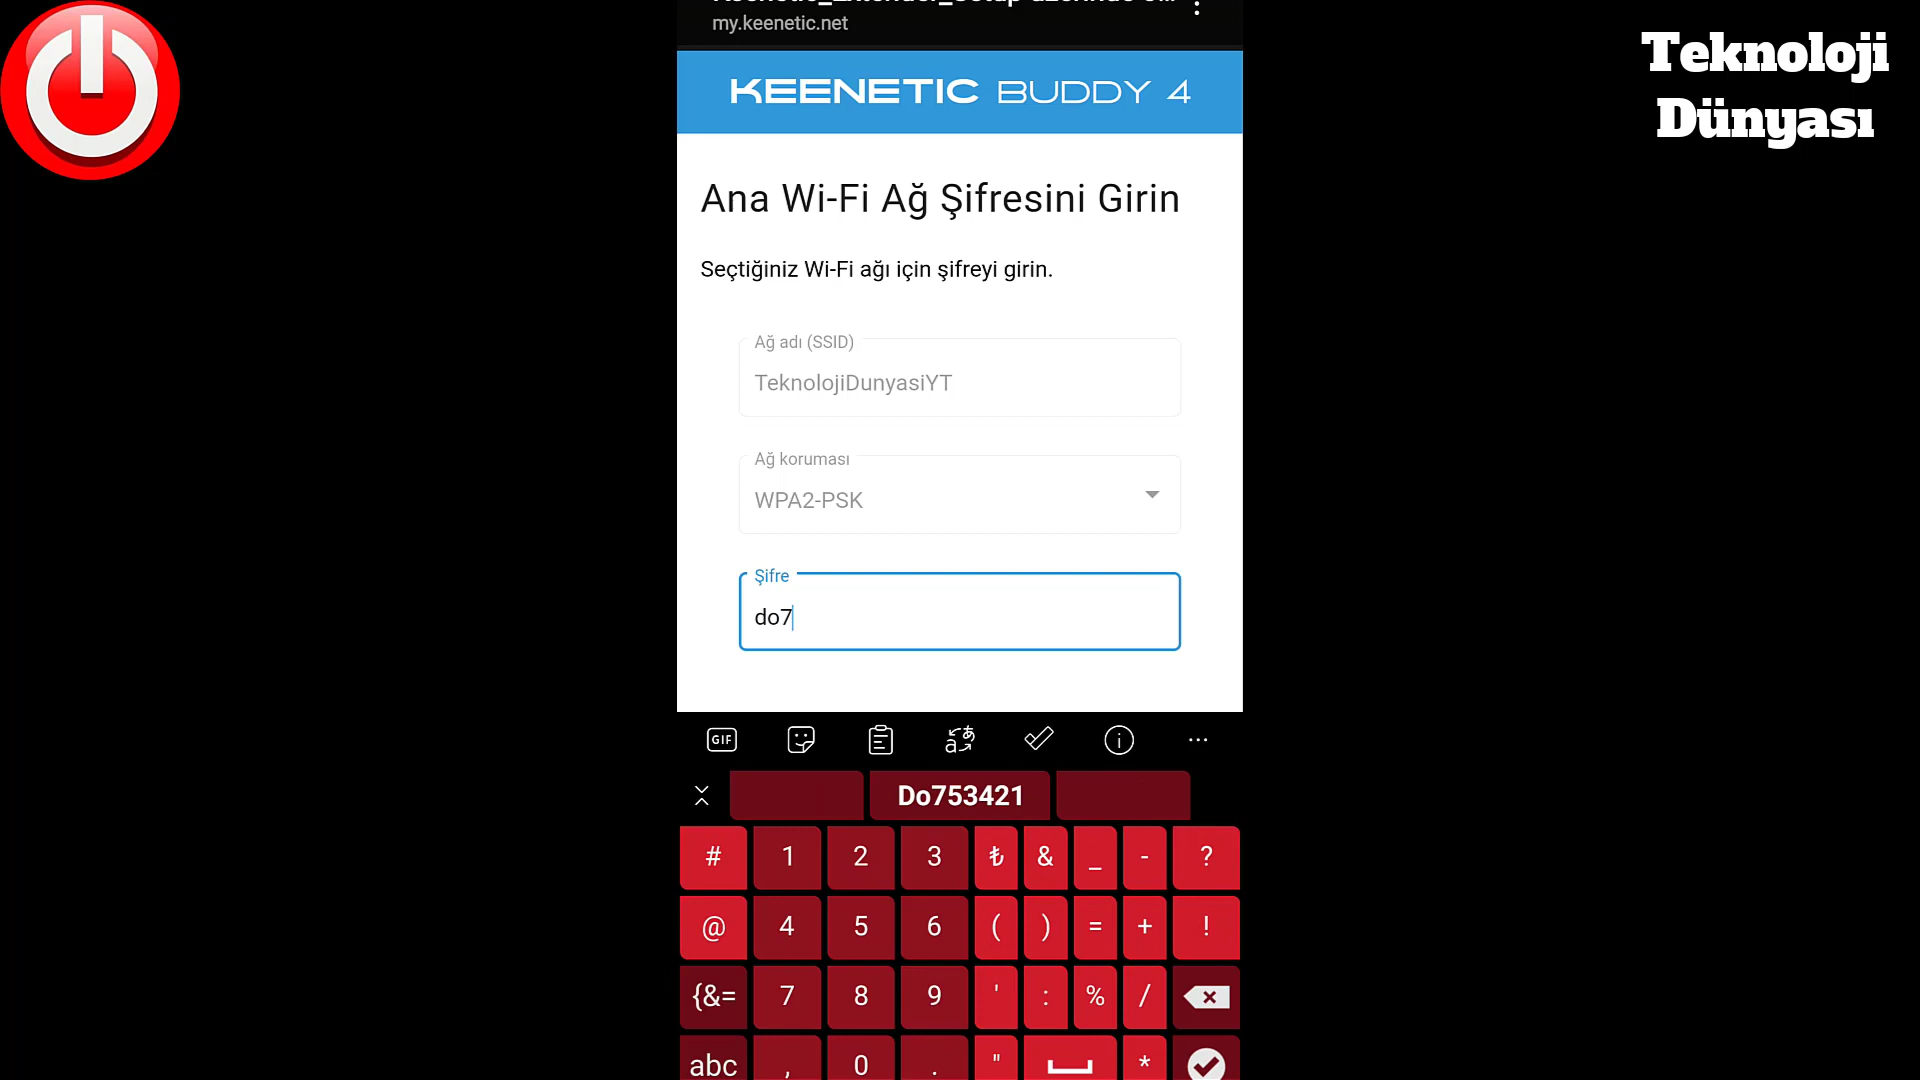 my.keenetic.net
KEENETIC BUDDY 4
Teknoloji
Dünyası
Ana Wi-Fi Ağ Şifresini Girin
Seçtiğiniz Wi-Fi ağı için şifreyi girin.
Ağ adı (SSID)
TeknolojiDunyasiYT
Ağ koruması
WPA2-PSK
Şifre
do7
GIF
Do753421
# 1 2 3 ₺ & _ - ?
@ 4 5 6 ( ) = + !
{&= 7 8 9 ' : % /
abc , 0 . " *